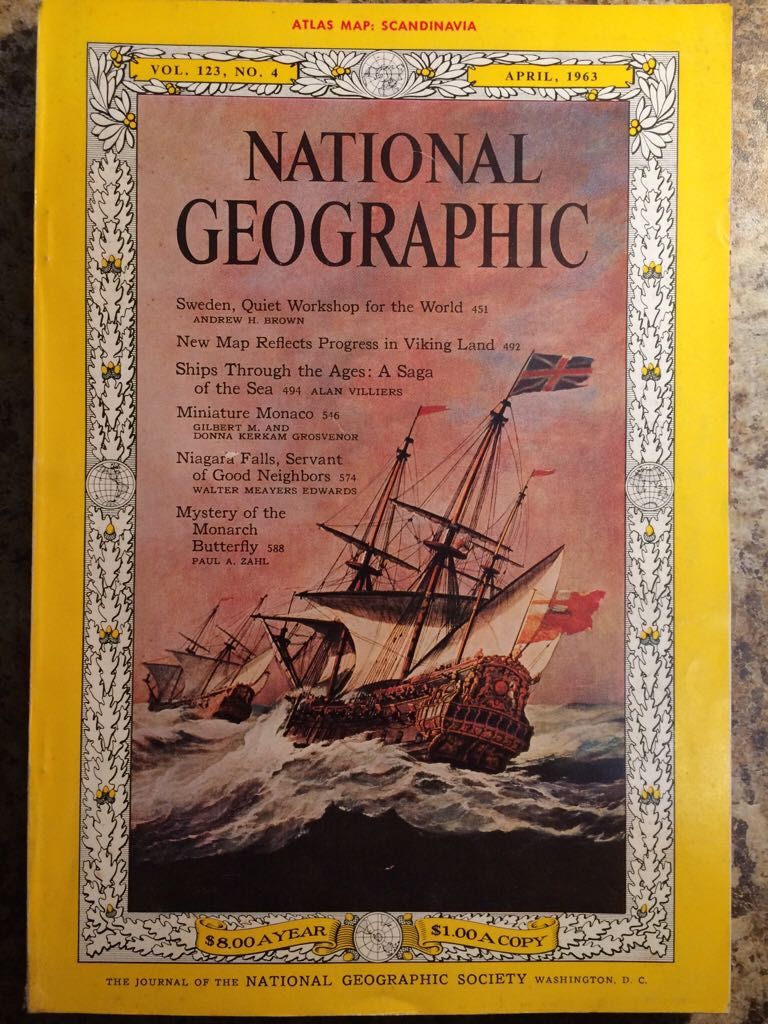 ATLAS MAP: SCANDINAVIA
VOL. 123, NO. 4
APRIL, 1963
NATIONAL
GEOGRAPHIC
Sweden, Quiet Workshop for the World 451
ANDREW H. BROWN
New Map Reflects Progress in Viking Land 492
Ships Through the Ages: A Saga
of the Sea 494 ALAN VILLIERS
Miniature Monaco 546
GILBERT M. AND
DONNA KERKAM GROSVENOR
Niagara Falls, Servant
of Good Neighbors 574
WALTER MEAYERS EDWARDS
Mystery of the
Monarch
Butterfly 588
PAUL A. ZAHL
$8.00 A YEAR
$1.00 A COPY
THE JOURNAL OF THE NATIONAL GEOGRAPHIC SOCIETY WASHINGTON, D. C.